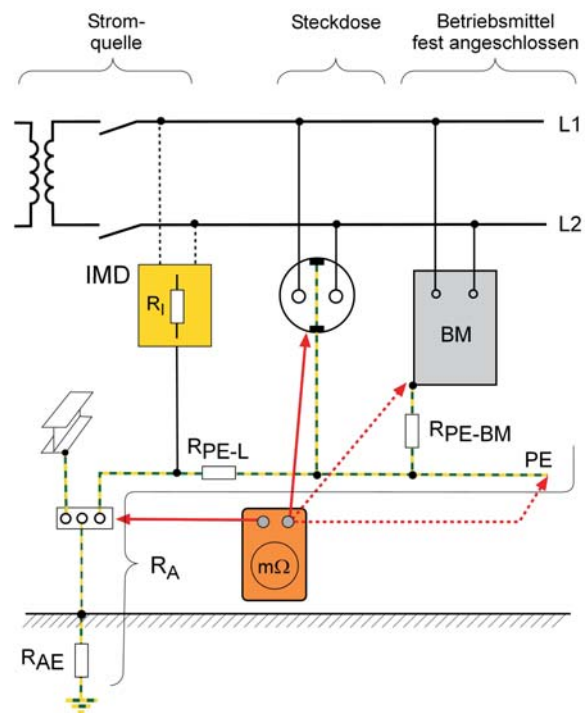 Strom-
quelle
Steckdose
Betriebsmittel
fest angeschlossen
L1
L2
IMD
RI
BM
RPE-L
RPE-BM
PE
RA
mΩ
RAE